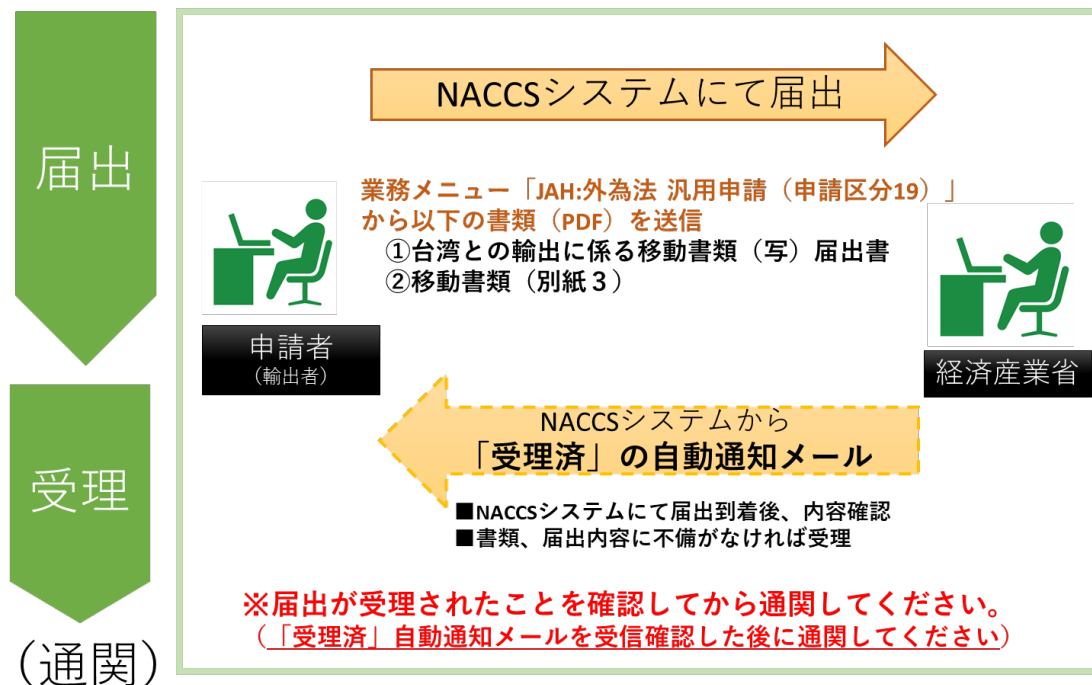 届出
NACCSシステムにて届出
業務メニュー「JAH:外為法 汎用申請（申請区分19）」
から以下の書類（PDF）を送信
①台湾との輸出に係る移動書類（写）届出書
②移動書類（別紙３）
申請者
（輸出者）
経済産業省
受理
NACCSシステムから
「受理済」の自動通知メール
■NACCSシステムにて届出到着後、内容確認
■書類、届出内容に不備がなければ受理
※届出が受理されたことを確認してから通関してください。
（「受理済」自動通知メールを受信確認した後に通関してください）
（通関）